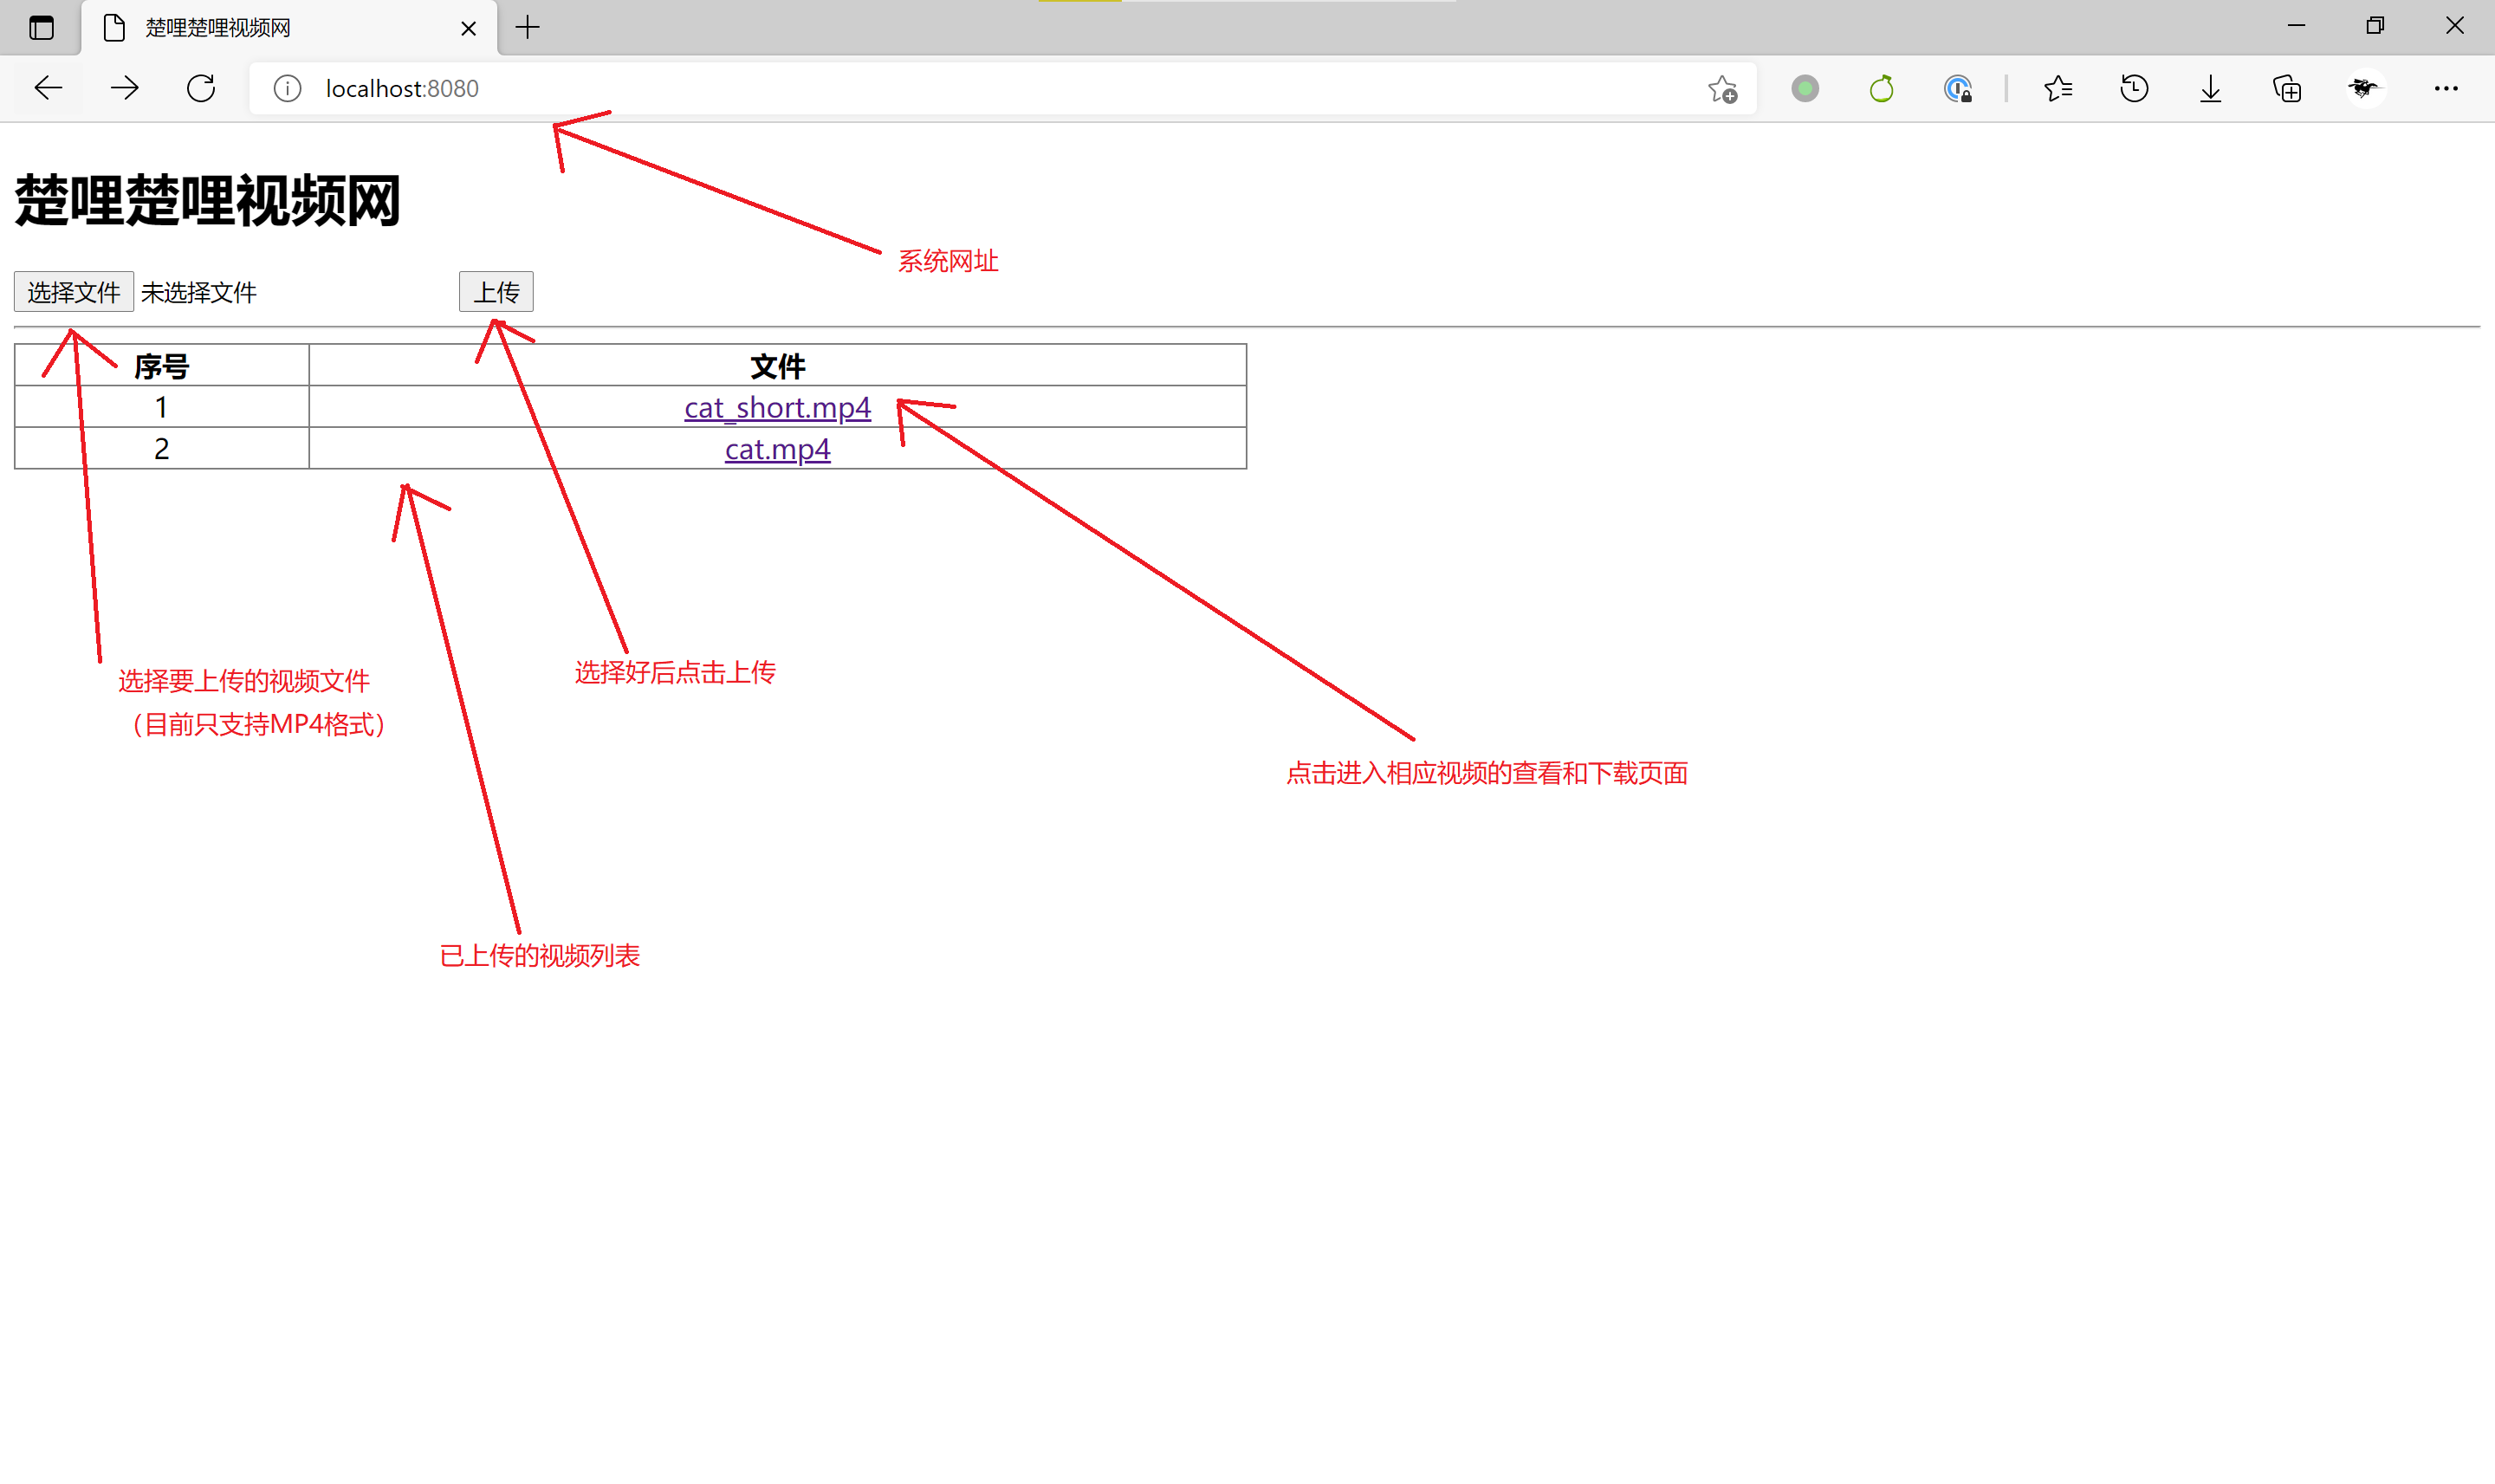 楚哩楚哩视频网
localhost:8080
楚哩楚哩视频网
系统网址
选择文件 未选择文件 上传
序号 文件
1 cat_short.mp4
2 cat.mp4
选择要上传的视频文件
（目前只支持MP4格式）
选择好后点击上传
点击进入相应视频的查看和下载页面
已上传的视频列表